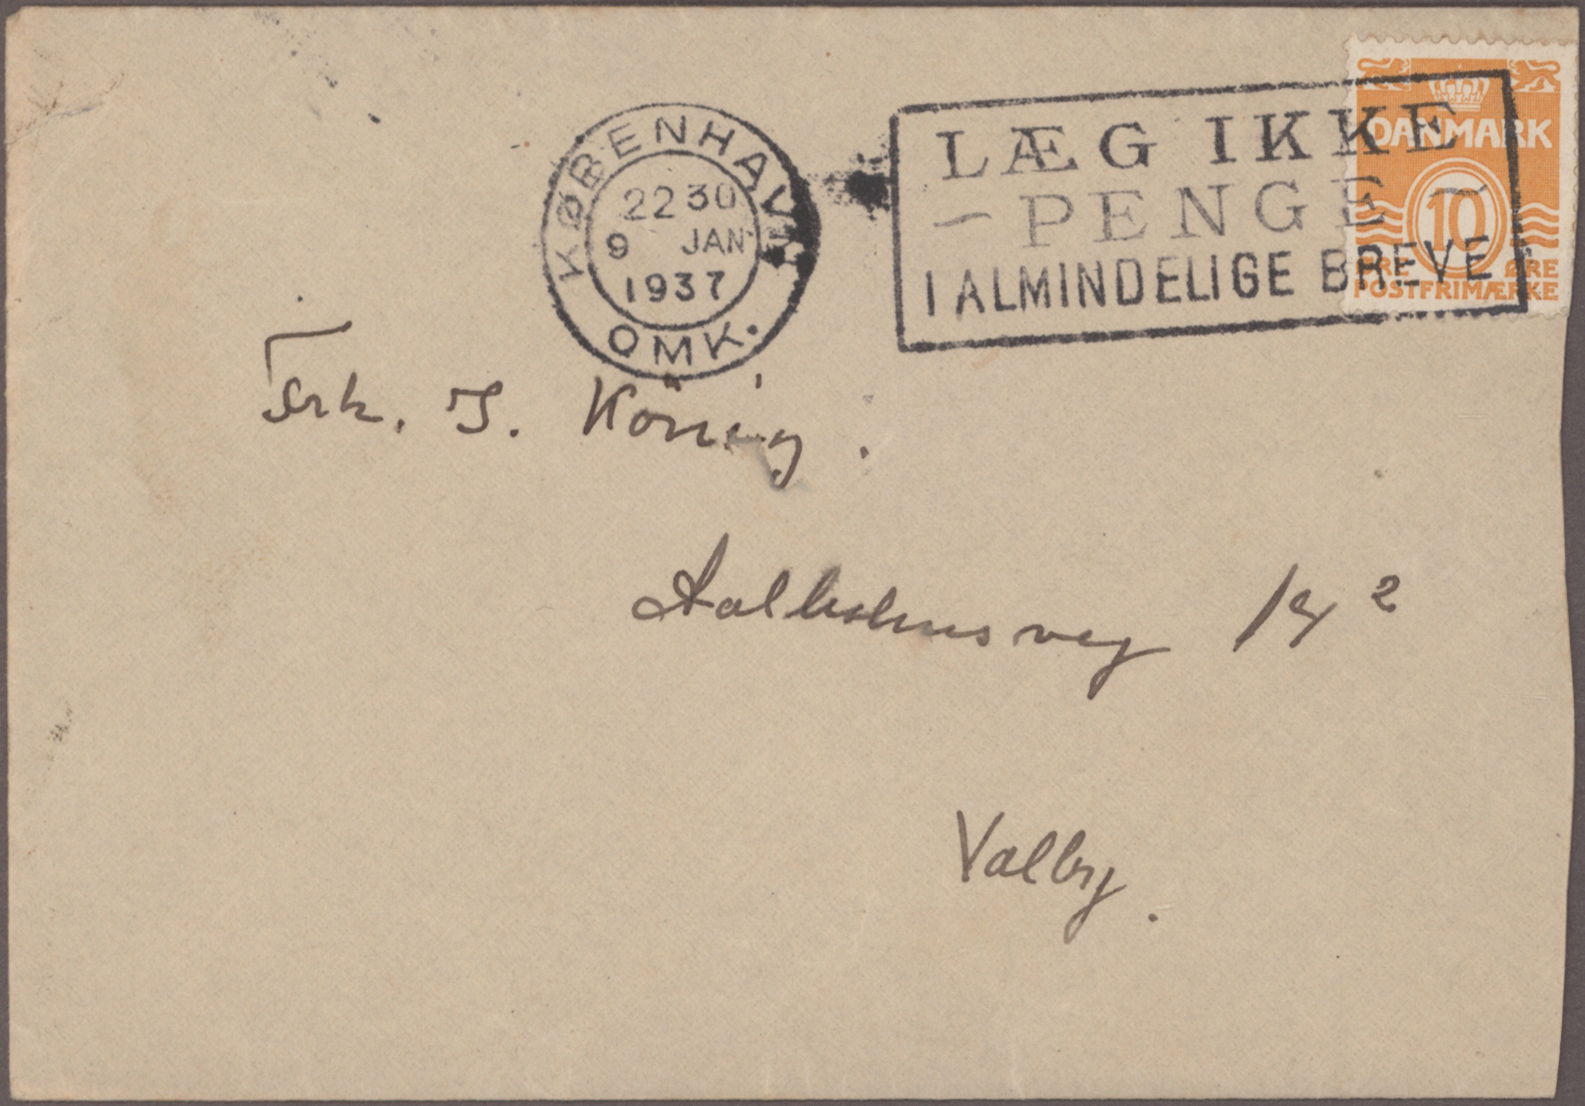 KØBENHAVN
22 30
9 JAN
1937
OMK.
LÆG IKKE
PENGE
I ALMINDELIGE BREVE
DANMARK
10
ØRE ØRE
POSTFRIMÆRKE
Frk. S. König.
Aalholmsvej 14 2
Valby.